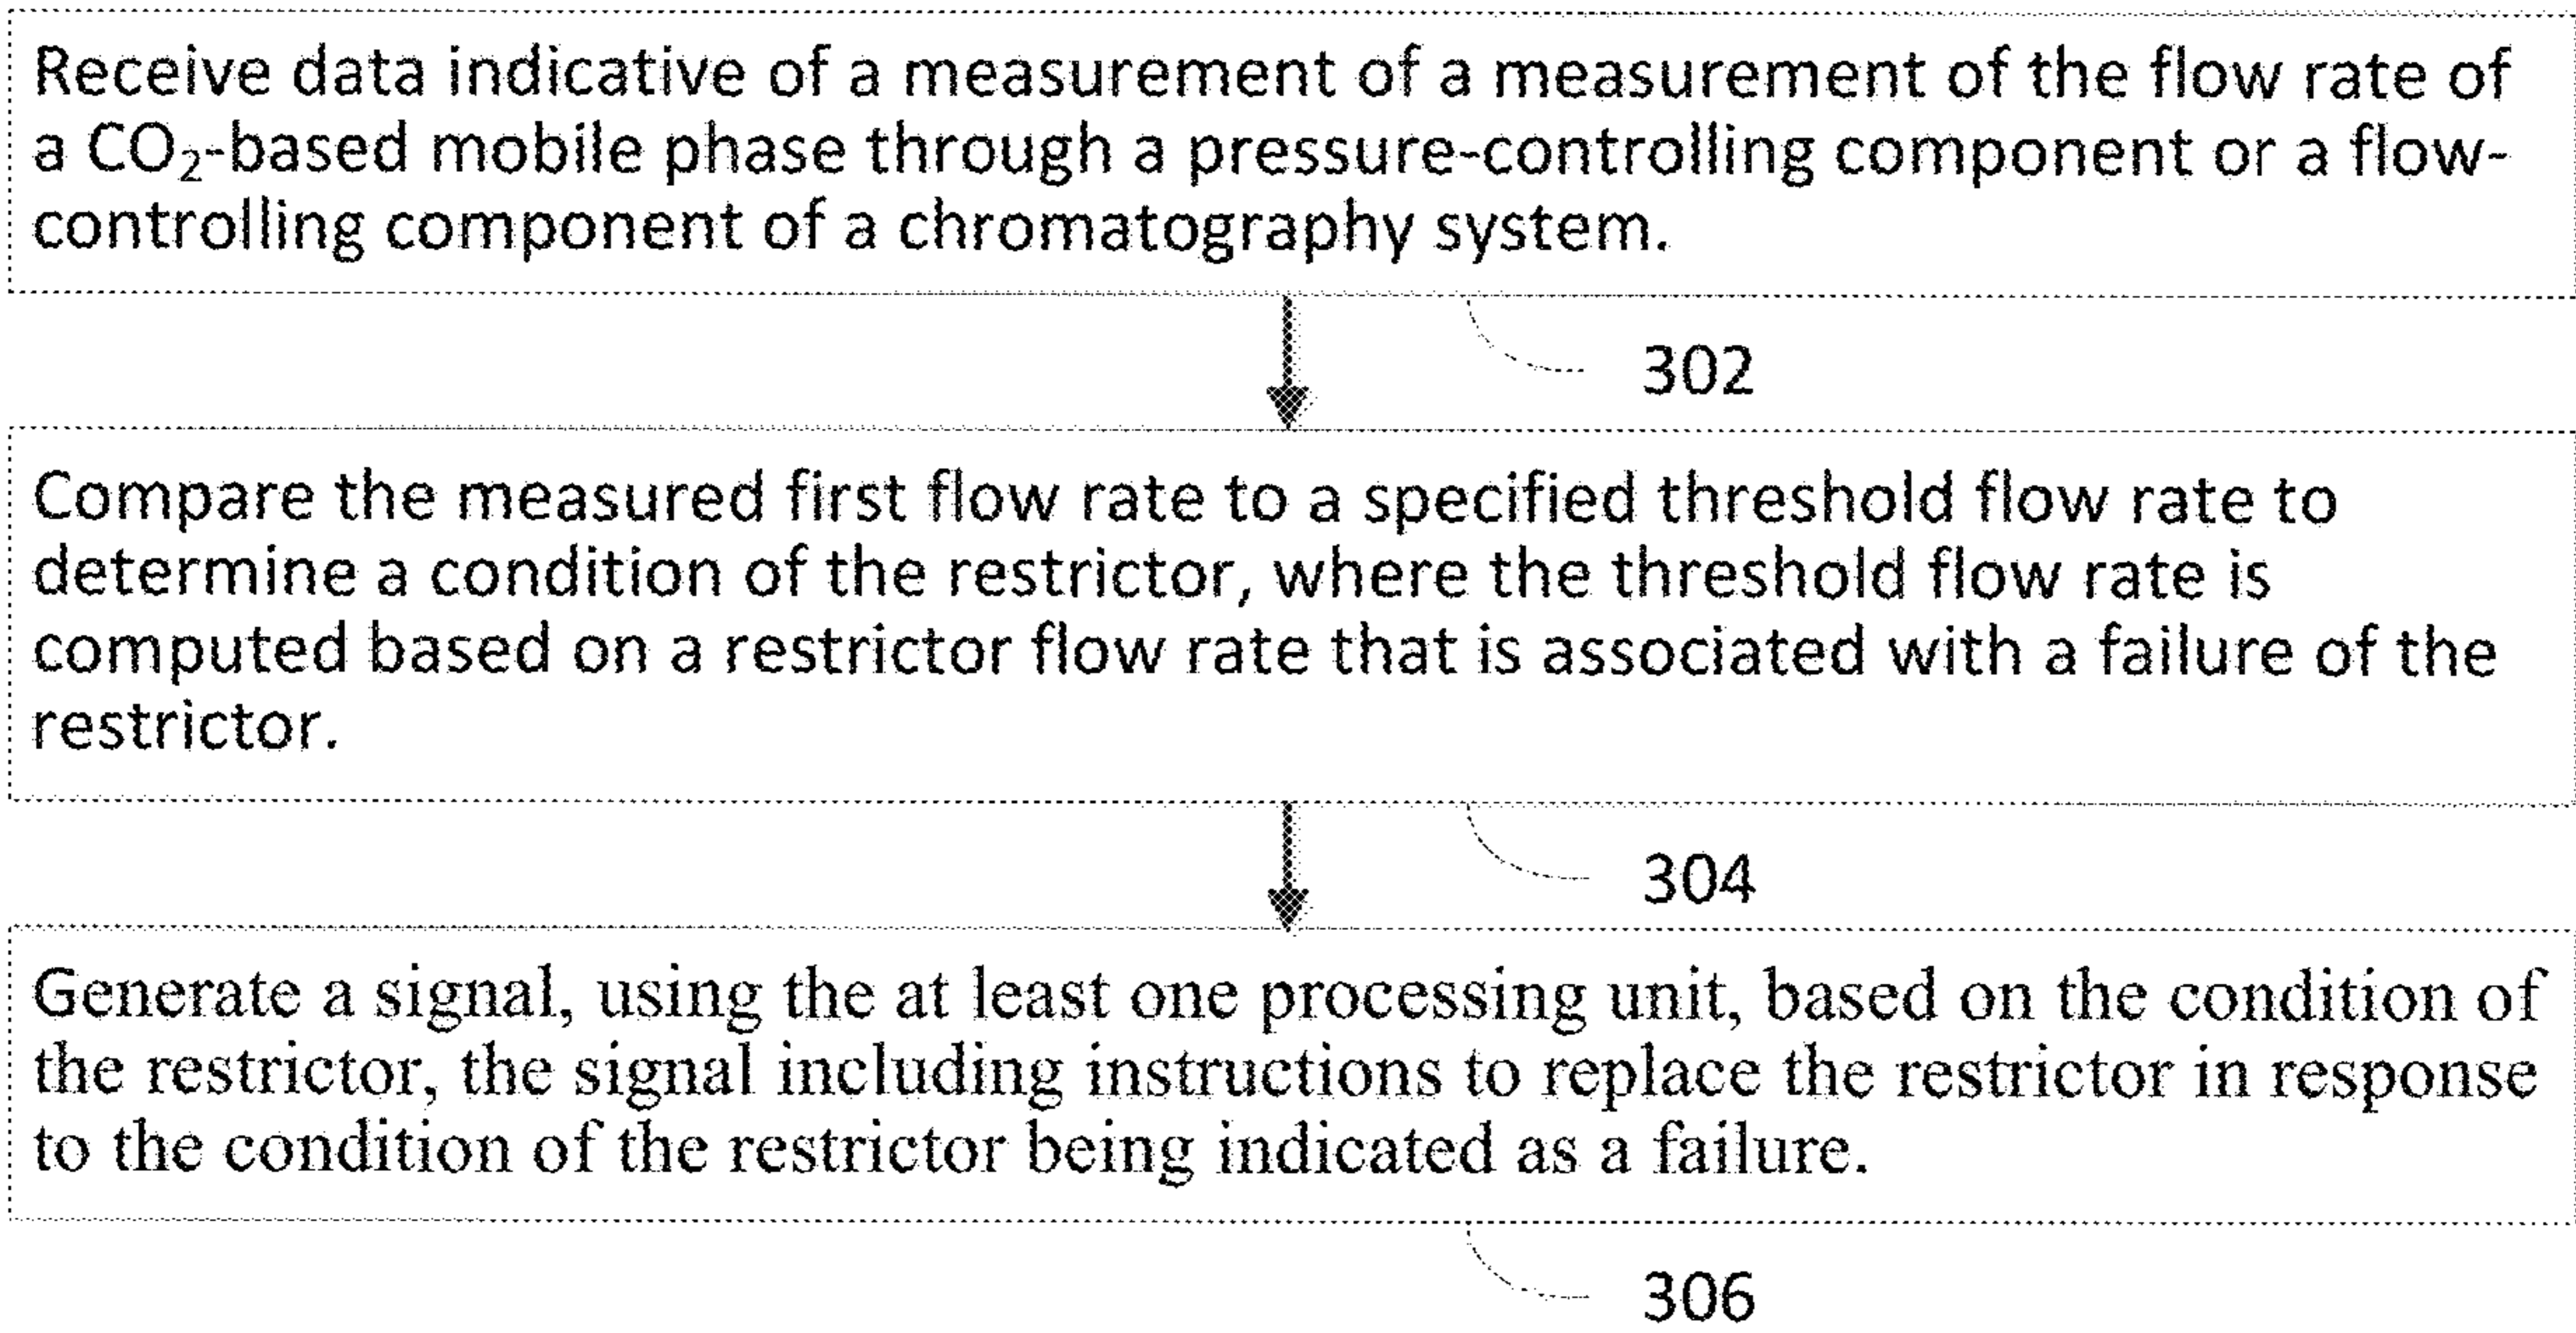 Receive data indicative of a measurement of a measurement of the flow rate of
a CO₂-based mobile phase through a pressure-controlling component or a flow-
controlling component of a chromatography system.
302
Compare the measured first flow rate to a specified threshold flow rate to
determine a condition of the restrictor, where the threshold flow rate is
computed based on a restrictor flow rate that is associated with a failure of the
restrictor.
304
Generate a signal, using the at least one processing unit, based on the condition of
the restrictor, the signal including instructions to replace the restrictor in response
to the condition of the restrictor being indicated as a failure.
306